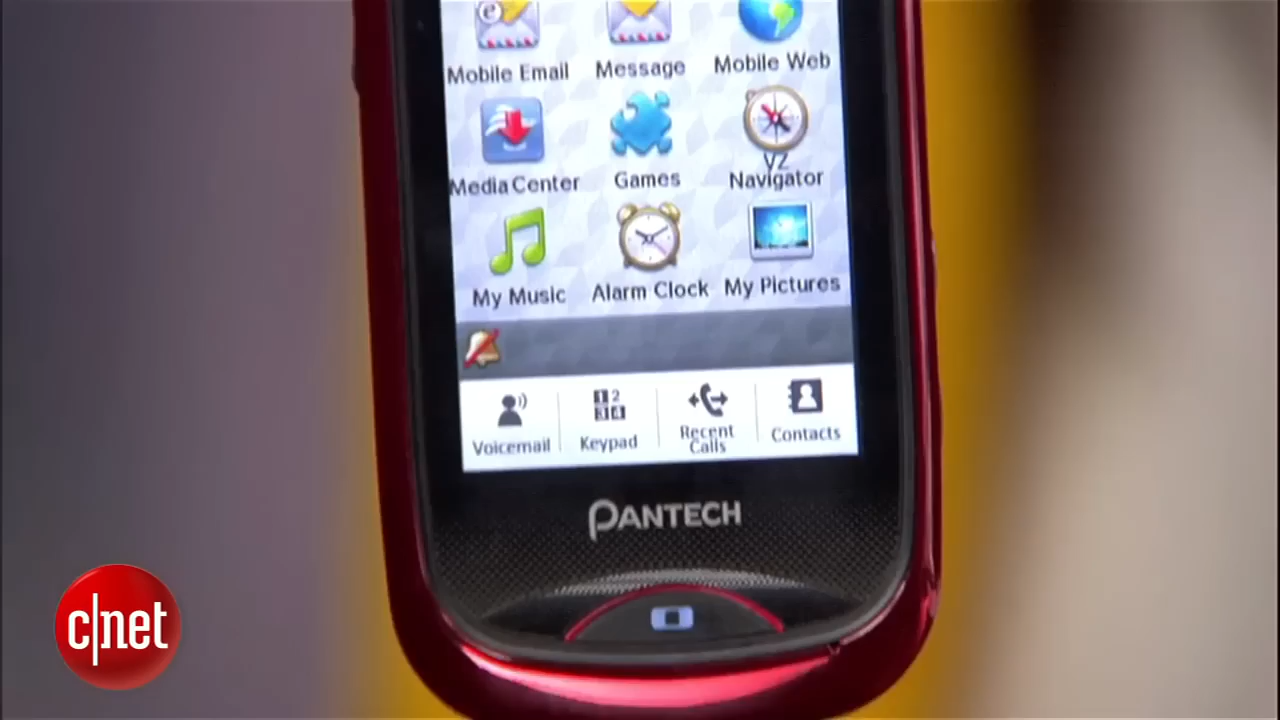 Mobile Email Message Mobile Web
Media Center Games VZ Navigator
My Music Alarm Clock My Pictures
1 2
3 4
Voicemail Keypad Recent Calls Contacts
PANTECH
c|net